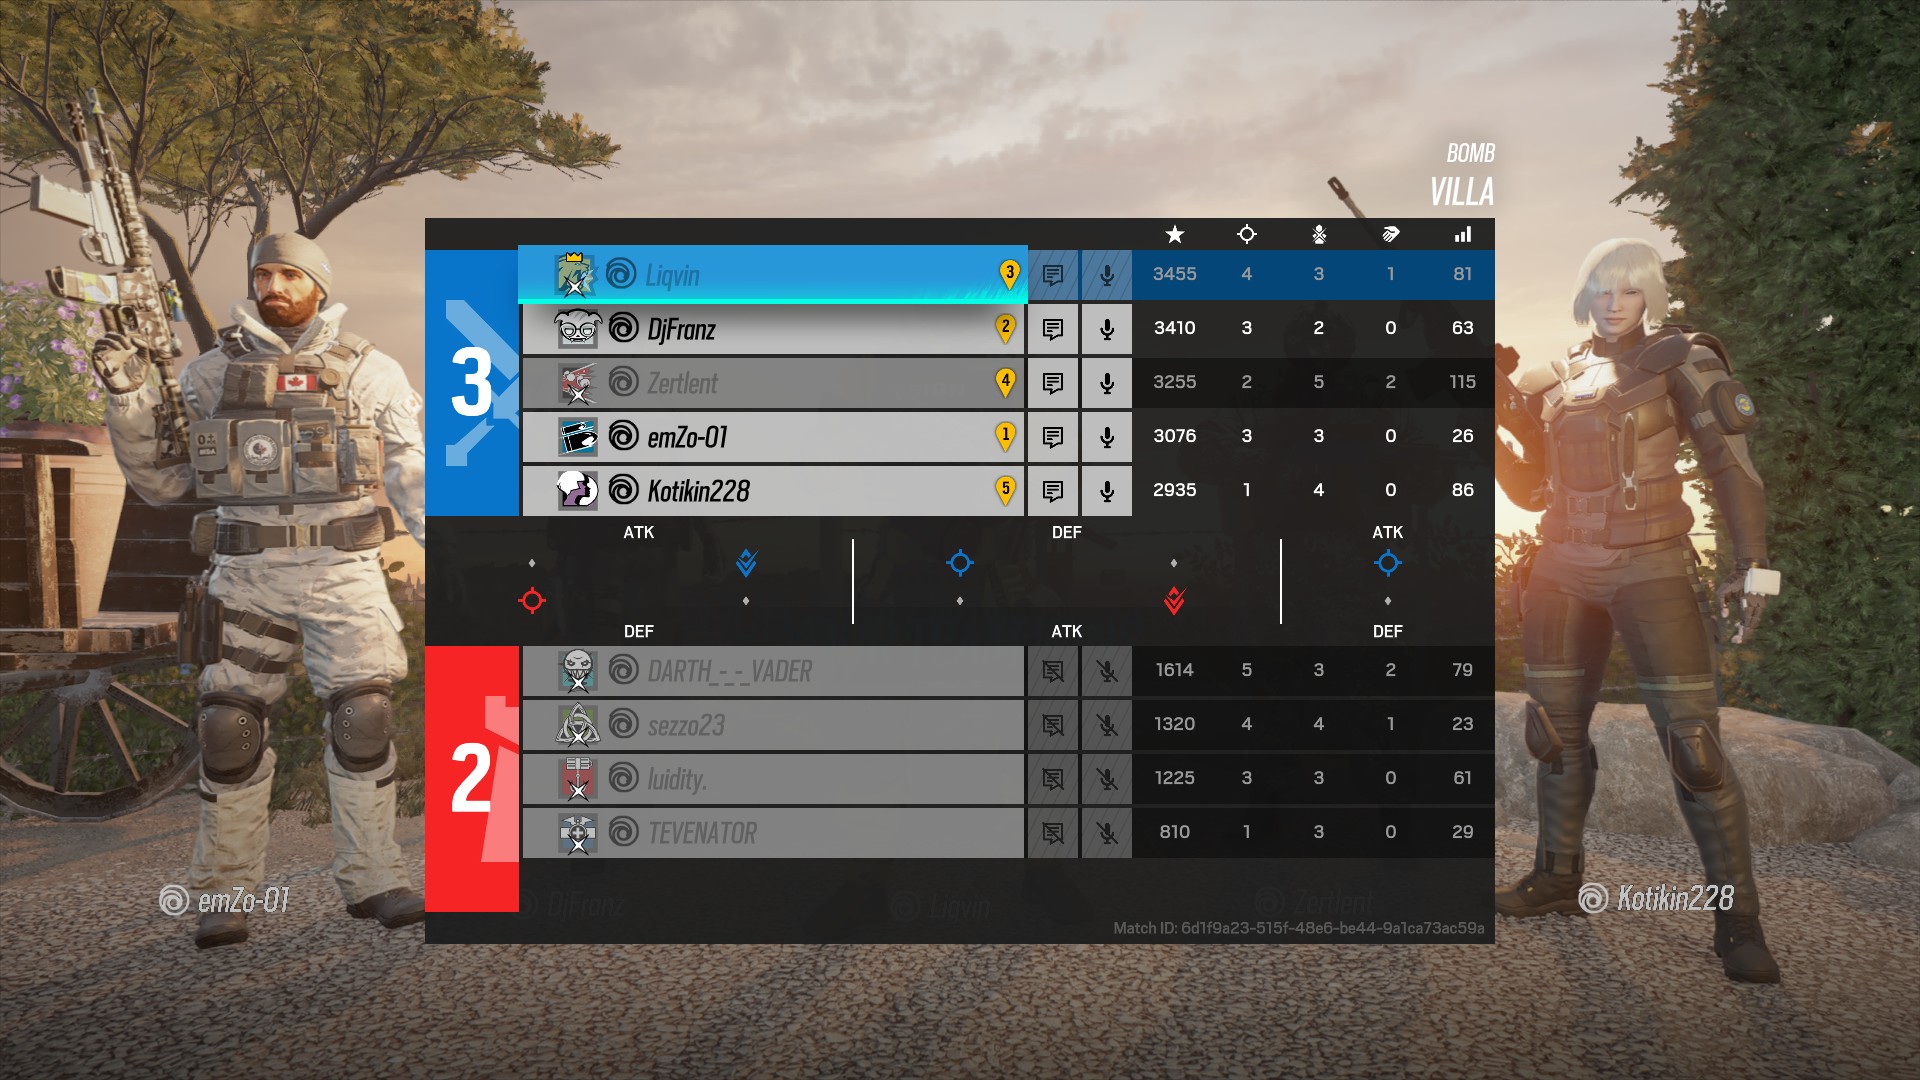 BOMB
VILLA
3
Liqvin 3 3455 4 3 1 81
DjFranz 2 3410 3 2 0 63
Zertlent 4 3255 2 5 2 115
emZo-01 1 3076 3 3 0 26
Kotikin228 5 2935 1 4 0 86
ATK DEF ATK
DEF ATK DEF
2
DARTH_-_-_VADER 1614 5 3 2 79
sezzo23 1320 4 4 1 23
luidity. 1225 3 3 0 61
TEVENATOR 810 1 3 0 29
emZo-01 DjFranz Liqvin Zertlent Kotikin228
Match ID: 6d1f9a23-515f-48e6-be44-9a1ca73ac59a